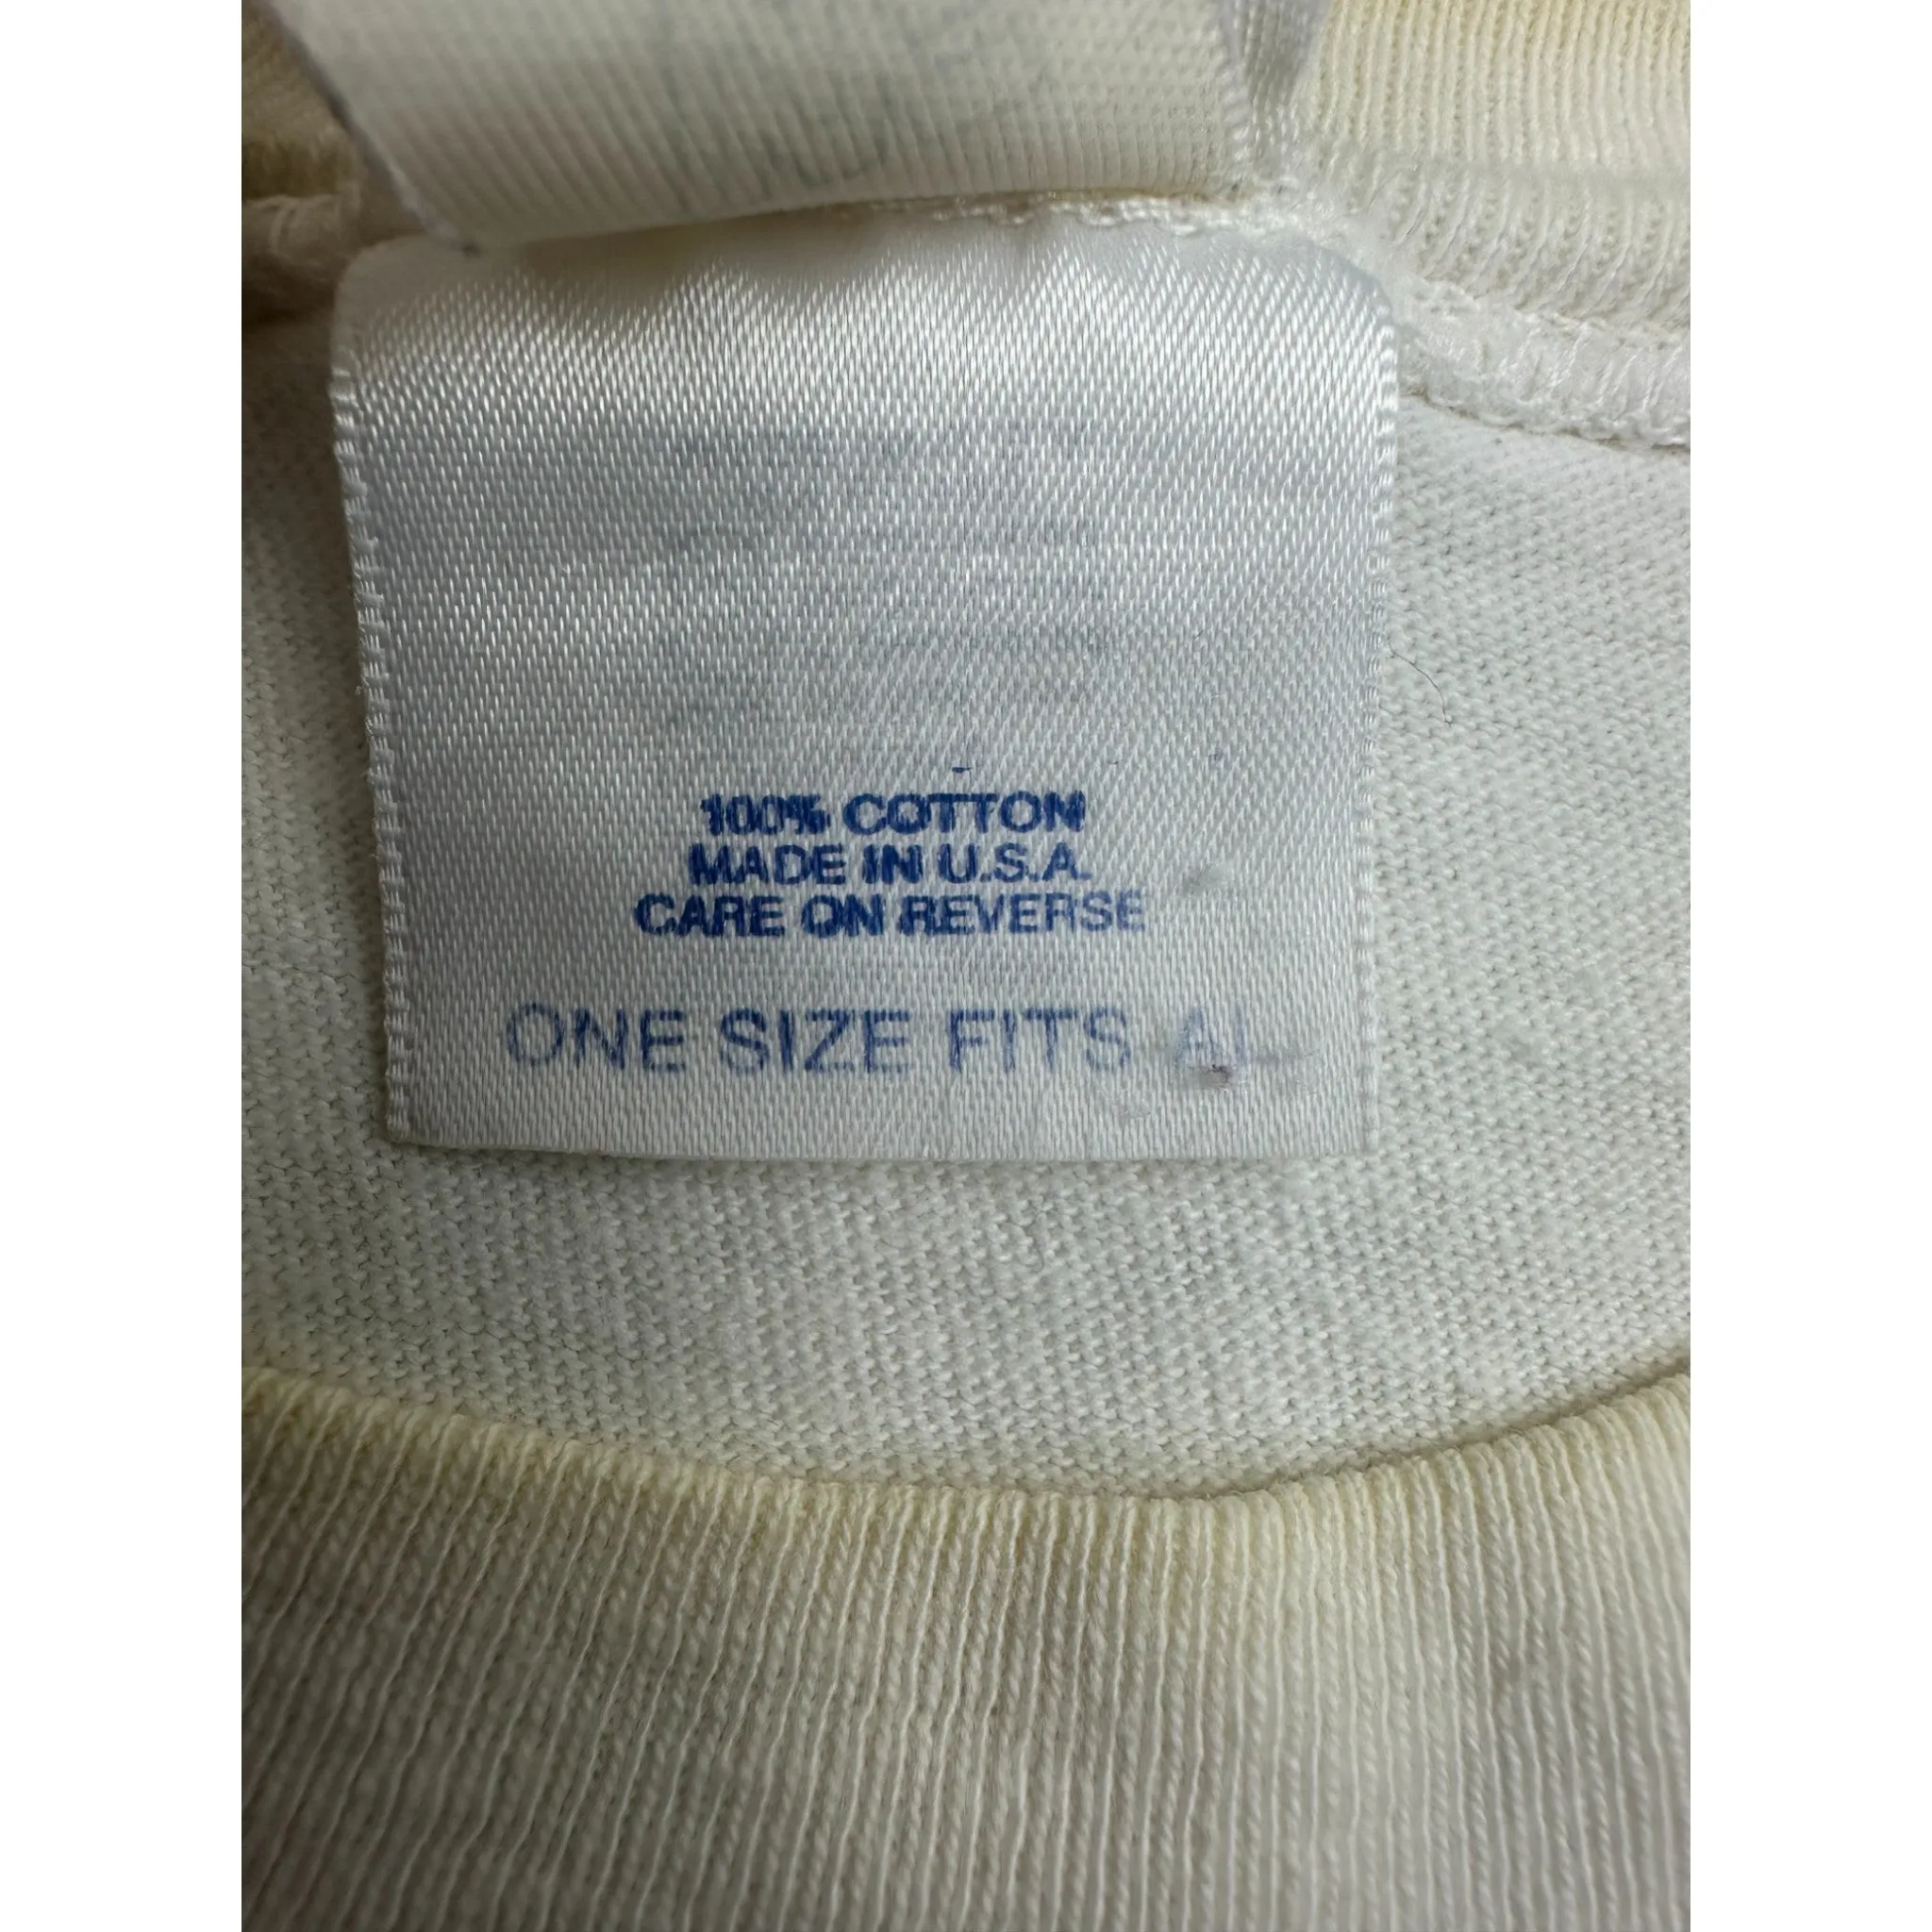 100% COTTON
MADE IN U.S.A.
CARE ON REVERSE
ONE SIZE FITS AL